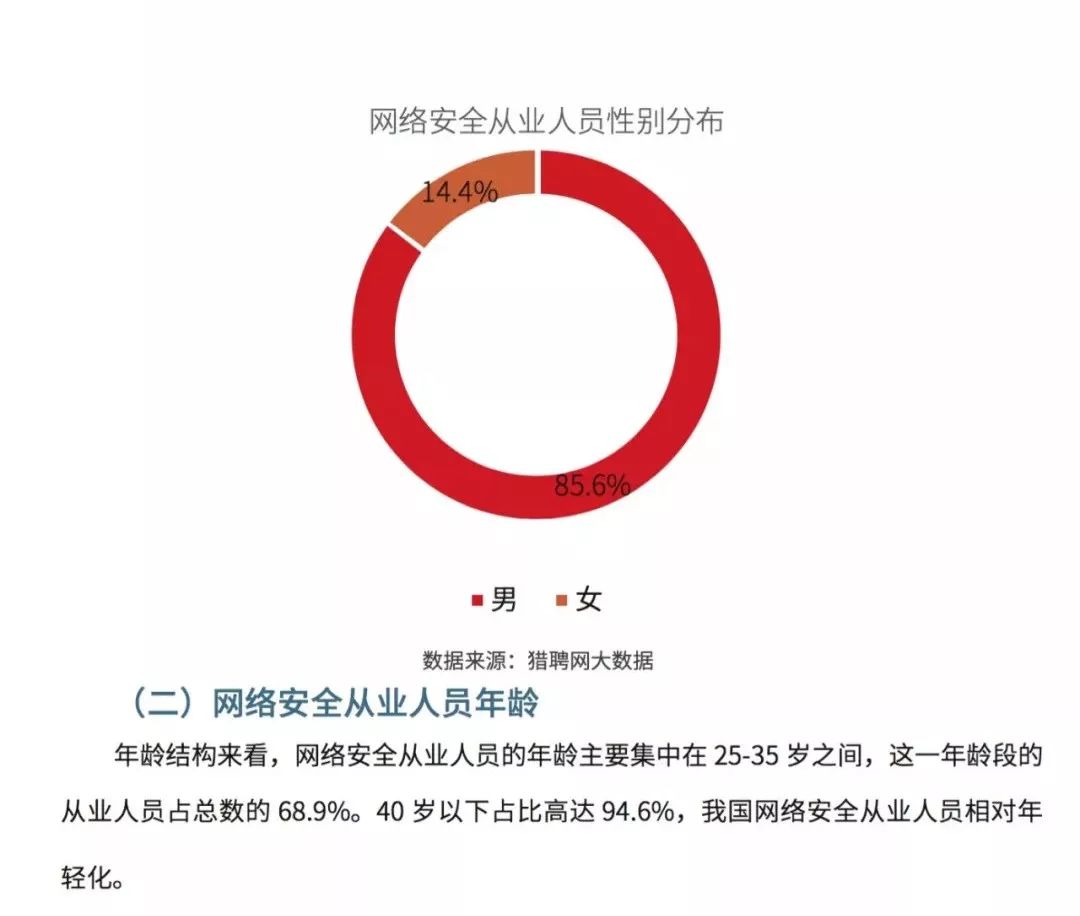 网络安全从业人员性别分布
14.4%
85.6%
男 女
数据来源：猎聘网大数据
（二）网络安全从业人员年龄
年龄结构来看，网络安全从业人员的年龄主要集中在 25-35 岁之间，这一年龄段的
从业人员占总数的 68.9%。40 岁以下占比高达 94.6%，我国网络安全从业人员相对年
轻化。